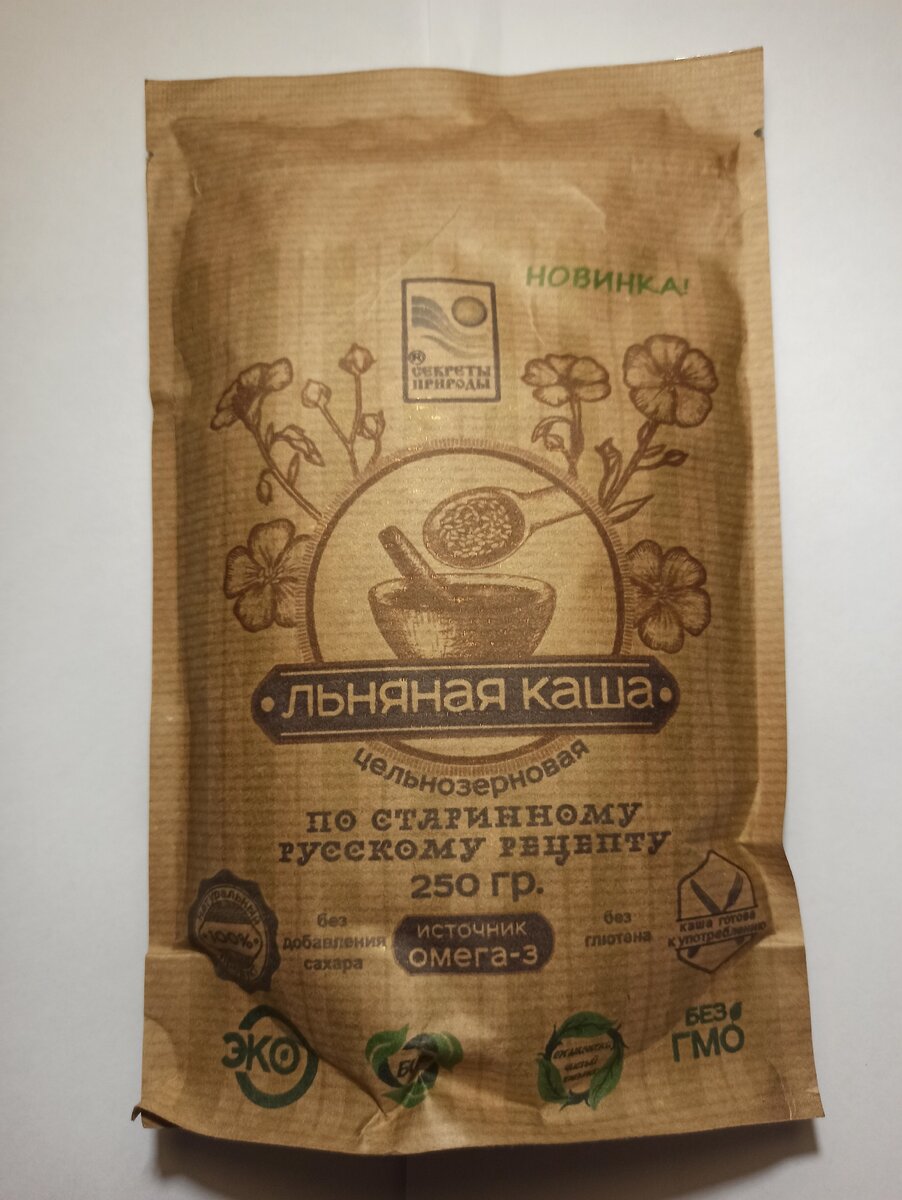 НОВИНКА!
®
СЕКРЕТЫ
ПРИРОДЫ
• ЛЬНЯНАЯ КАША •
цельнозерновая
ПО СТАРИННОМУ
РУССКОМУ РЕЦЕПТУ
250 гр.
100%
без
добавления
сахара
источник
омега-3
без
глютена
каша готова
к употреблению
ЭКО
БЕЗ
ГМО